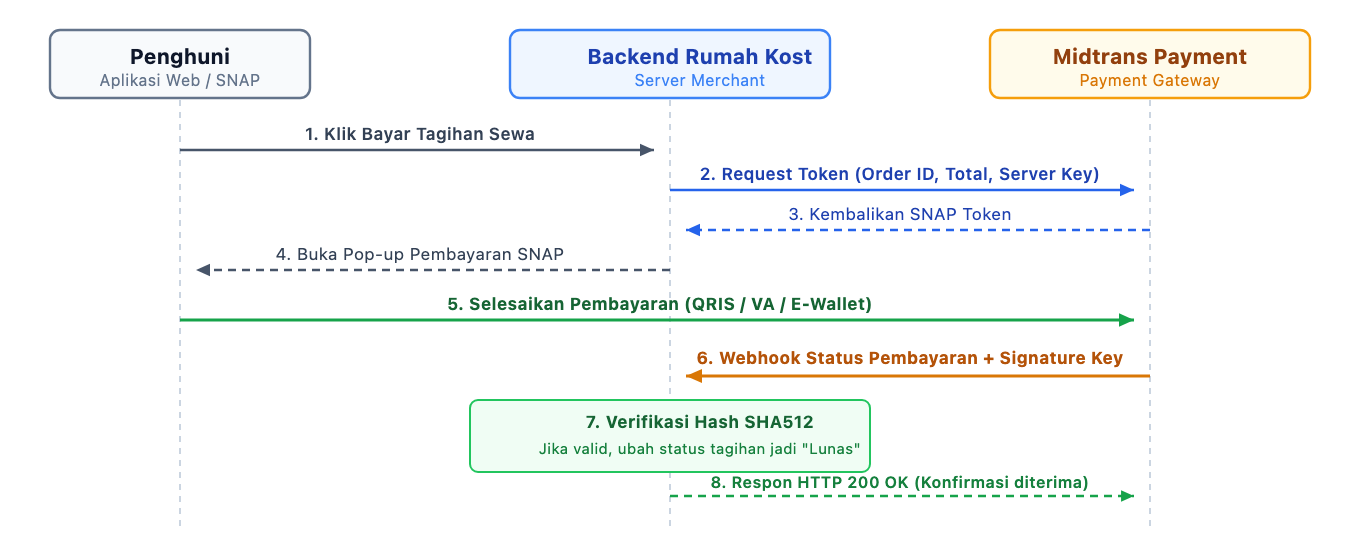 Penghuni
Aplikasi Web / SNAP
Backend Rumah Kost
Server Merchant
Midtrans Payment
Payment Gateway
1. Klik Bayar Tagihan Sewa
2. Request Token (Order ID, Total, Server Key)
3. Kembalikan SNAP Token
4. Buka Pop-up Pembayaran SNAP
5. Selesaikan Pembayaran (QRIS / VA / E-Wallet)
6. Webhook Status Pembayaran + Signature Key
7. Verifikasi Hash SHA512
Jika valid, ubah status tagihan jadi "Lunas"
8. Respon HTTP 200 OK (Konfirmasi diterima)